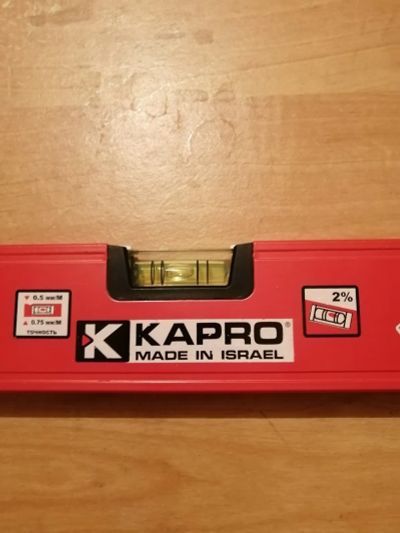 ▼ 0.5 мм/М
▲ 0.75 мм/М
точность
KAPRO®
MADE IN ISRAEL
2%